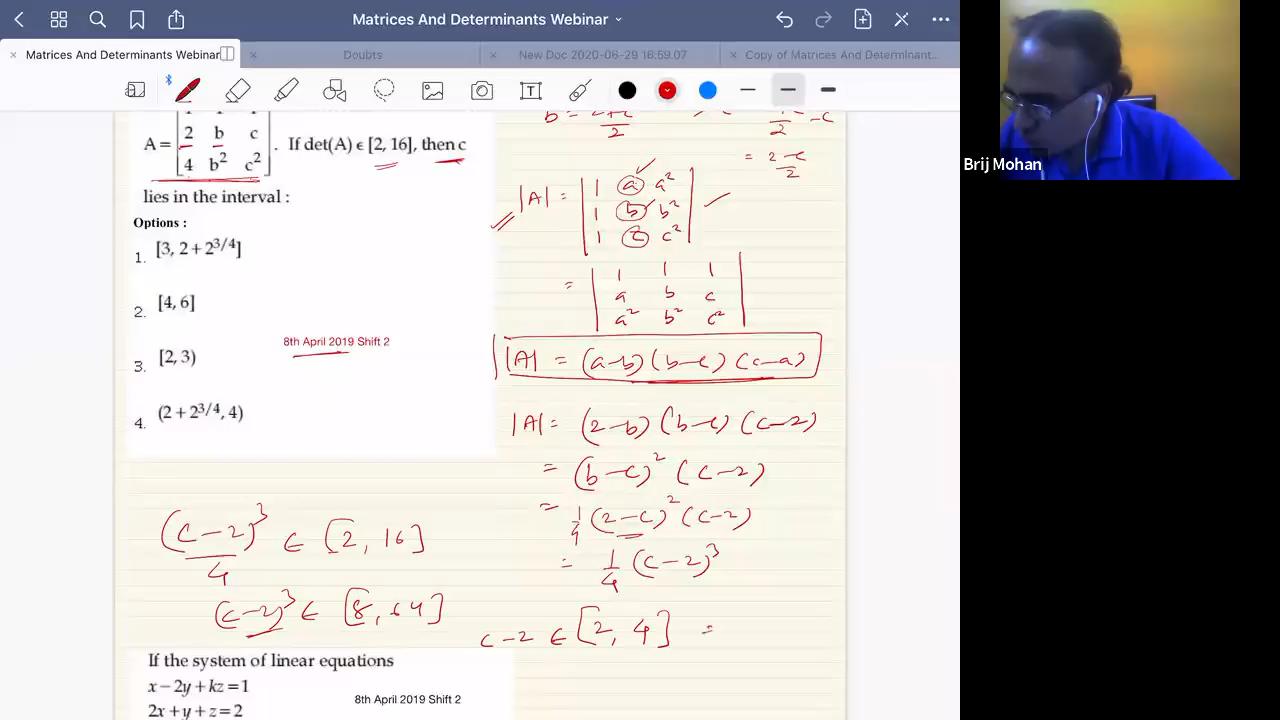 Matrices And Determinants Webinar
Matrices And Determinants Webinar
Doubts
New Doc 2020-06-29 16:59.07
Copy of Matrices And Determinant...
Brij Mohan
A = 2 b c . If det(A) ϵ [2, 16], then c
4 b² c²
lies in the interval :
Options :
1. [3, 2 + 2^{3/4}]
2. [4, 6]
8th April 2019 Shift 2
3. [2, 3)
4. (2 + 2^{3/4}, 4)
= 2-c/2
|A| = | 1 a a² |
| 1 b b² |
| 1 c c² |
= | 1 1 1 |
| a b c |
| a² b² c² |
|A| = (a-b)(b-c)(c-a)
|A| = (2-b)(b-c)(c-2)
= (b-c)²(c-2)
= 1/4 (2-c)²(c-2)
= 1/4 (c-2)³
(c-2)³/4 ∈ [2, 16]
(c-2)³ ∈ [8, 64]
c-2 ∈ [2, 4] =
If the system of linear equations
x − 2y + kz = 1
8th April 2019 Shift 2
2x + y + z = 2